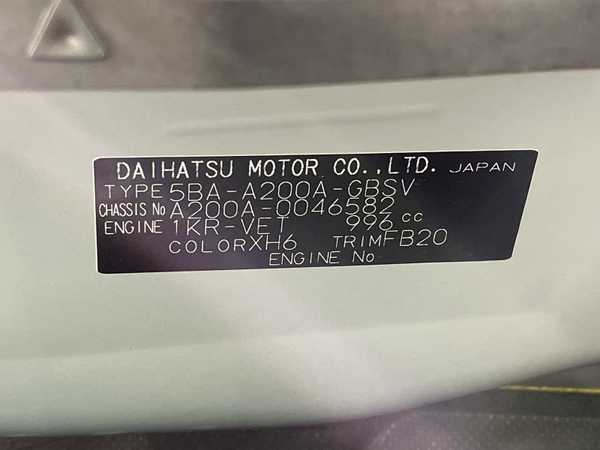 DAIHATSU MOTOR CO.,LTD. JAPAN
TYPE 5BA-A200A-GBSV
CHASSIS No A200A-0046582
ENGINE 1KR-VET 996 cc
COLOR XH6 TRIM FB20
ENGINE No